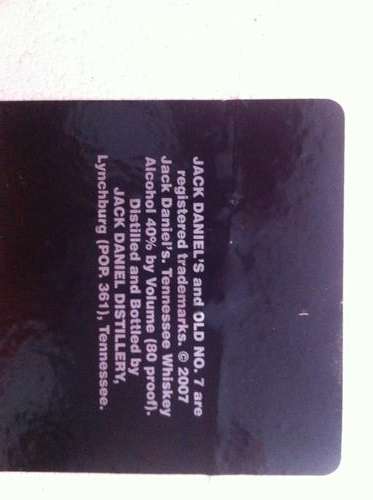 JACK DANIEL'S and OLD NO. 7 are
registered trademarks. © 2007
Jack Daniel's. Tennessee Whiskey
Alcohol 40% by Volume (80 proof).
Distilled and Bottled by
JACK DANIEL DISTILLERY,
Lynchburg (POP. 361), Tennessee.